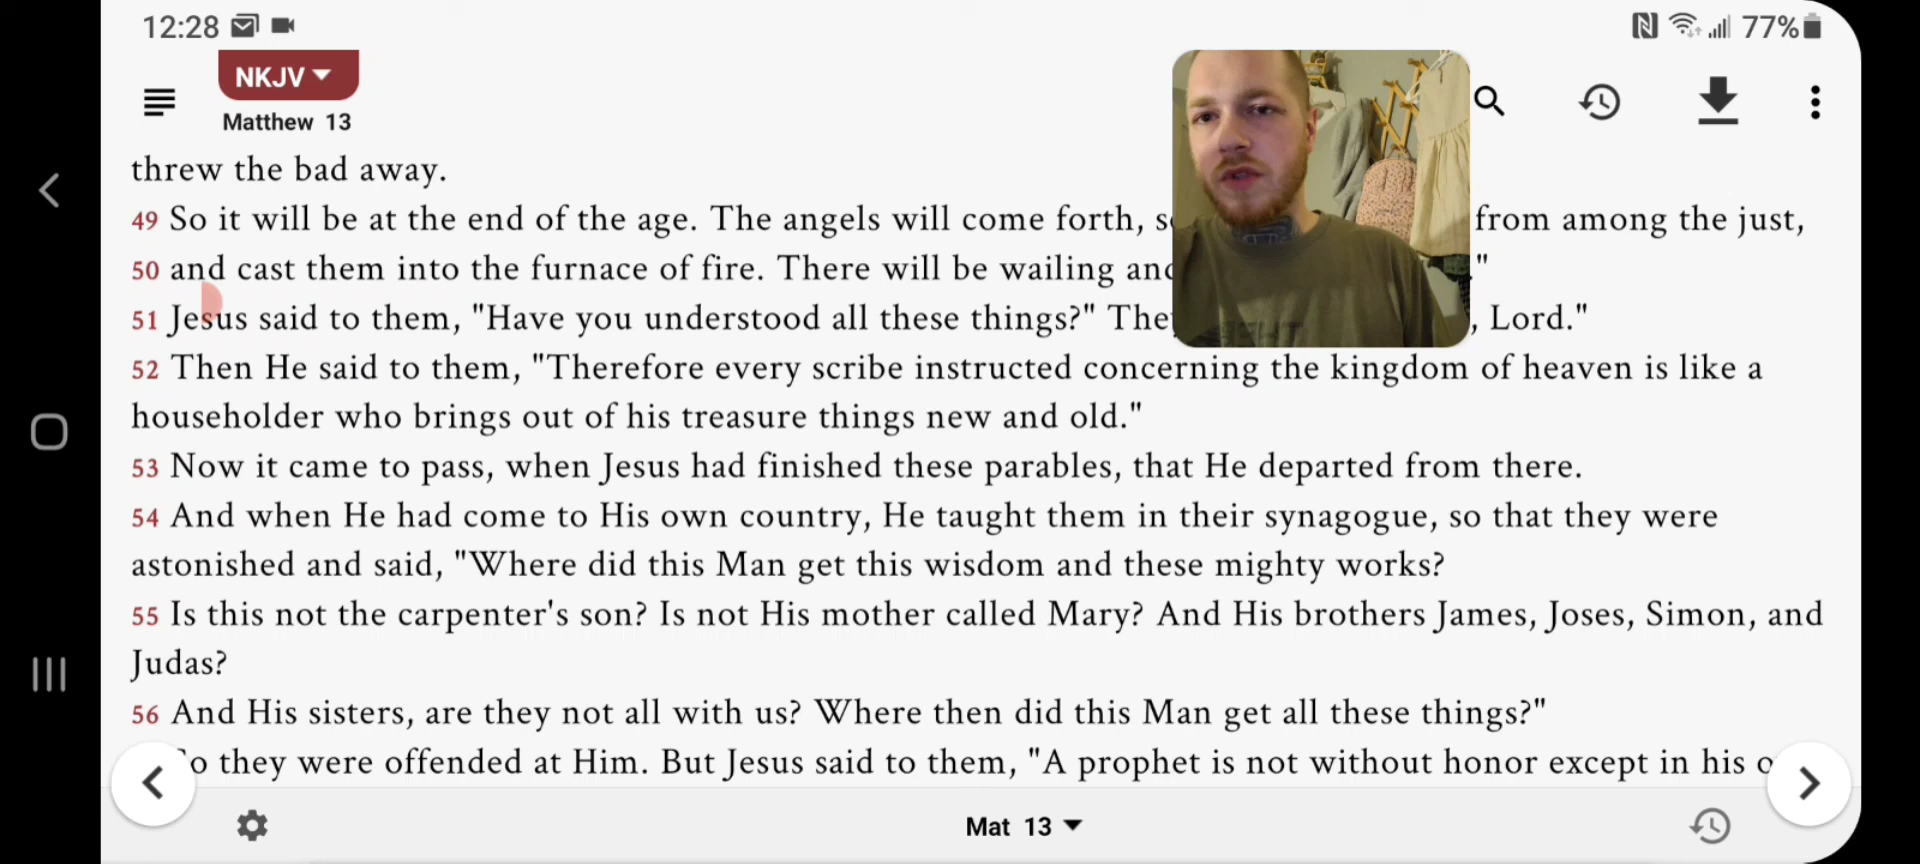 12:28
77%
NKJV
Matthew 13
threw the bad away.
49 So it will be at the end of the age. The angels will come forth, from among the just,
50 and cast them into the furnace of fire. There will be wailing and "
51 Jesus said to them, "Have you understood all these things?" They , Lord."
52 Then He said to them, "Therefore every scribe instructed concerning the kingdom of heaven is like a
householder who brings out of his treasure things new and old."
53 Now it came to pass, when Jesus had finished these parables, that He departed from there.
54 And when He had come to His own country, He taught them in their synagogue, so that they were
astonished and said, "Where did this Man get this wisdom and these mighty works?
55 Is this not the carpenter's son? Is not His mother called Mary? And His brothers James, Joses, Simon, and
Judas?
56 And His sisters, are they not all with us? Where then did this Man get all these things?"
So they were offended at Him. But Jesus said to them, "A prophet is not without honor except in his
Mat 13